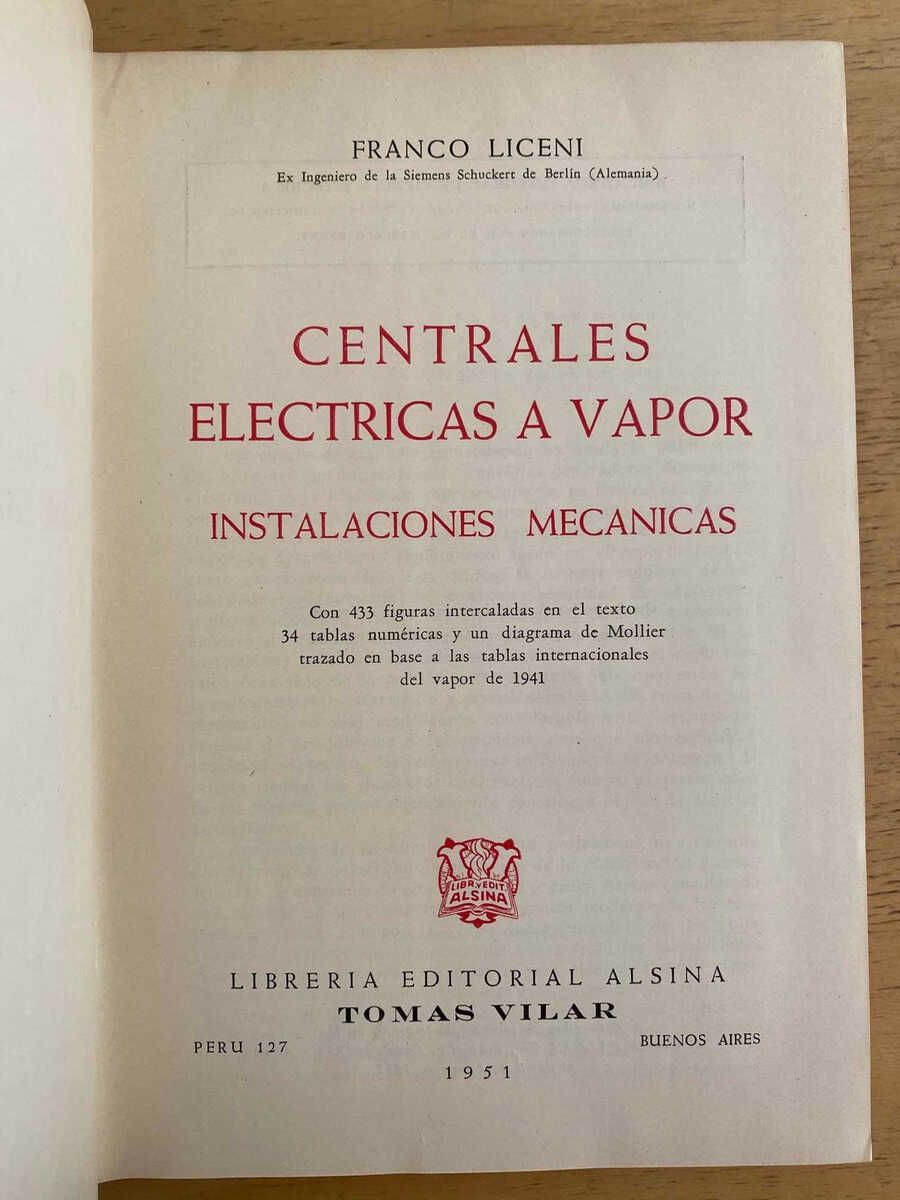 FRANCO LICENI
Ex Ingeniero de la Siemens Schuckert de Berlín (Alemania)
CENTRALES
ELECTRICAS A VAPOR
INSTALACIONES MECANICAS
Con 433 figuras intercaladas en el texto
34 tablas numéricas y un diagrama de Mollier
trazado en base a las tablas internacionales
del vapor de 1941
LIBR. y EDIT.
ALSINA
LIBRERIA EDITORIAL ALSINA
TOMAS VILAR
PERU 127
BUENOS AIRES
1951